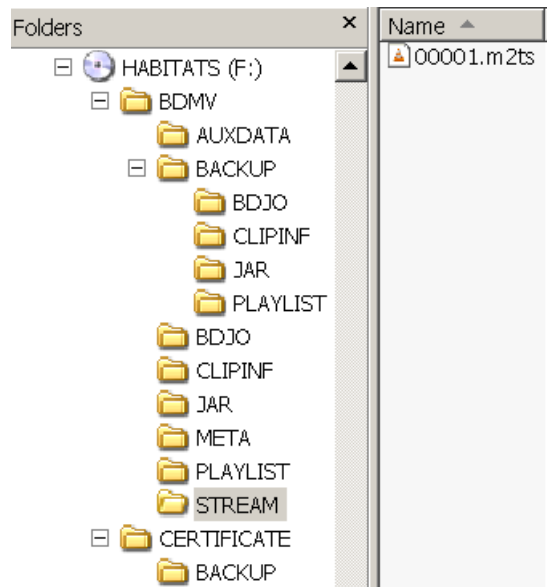 Folders
HABITATS (F:)
BDMV
AUXDATA
BACKUP
BDJO
CLIPINF
JAR
PLAYLIST
BDJO
CLIPINF
JAR
META
PLAYLIST
STREAM
CERTIFICATE
BACKUP
Name
00001.m2ts